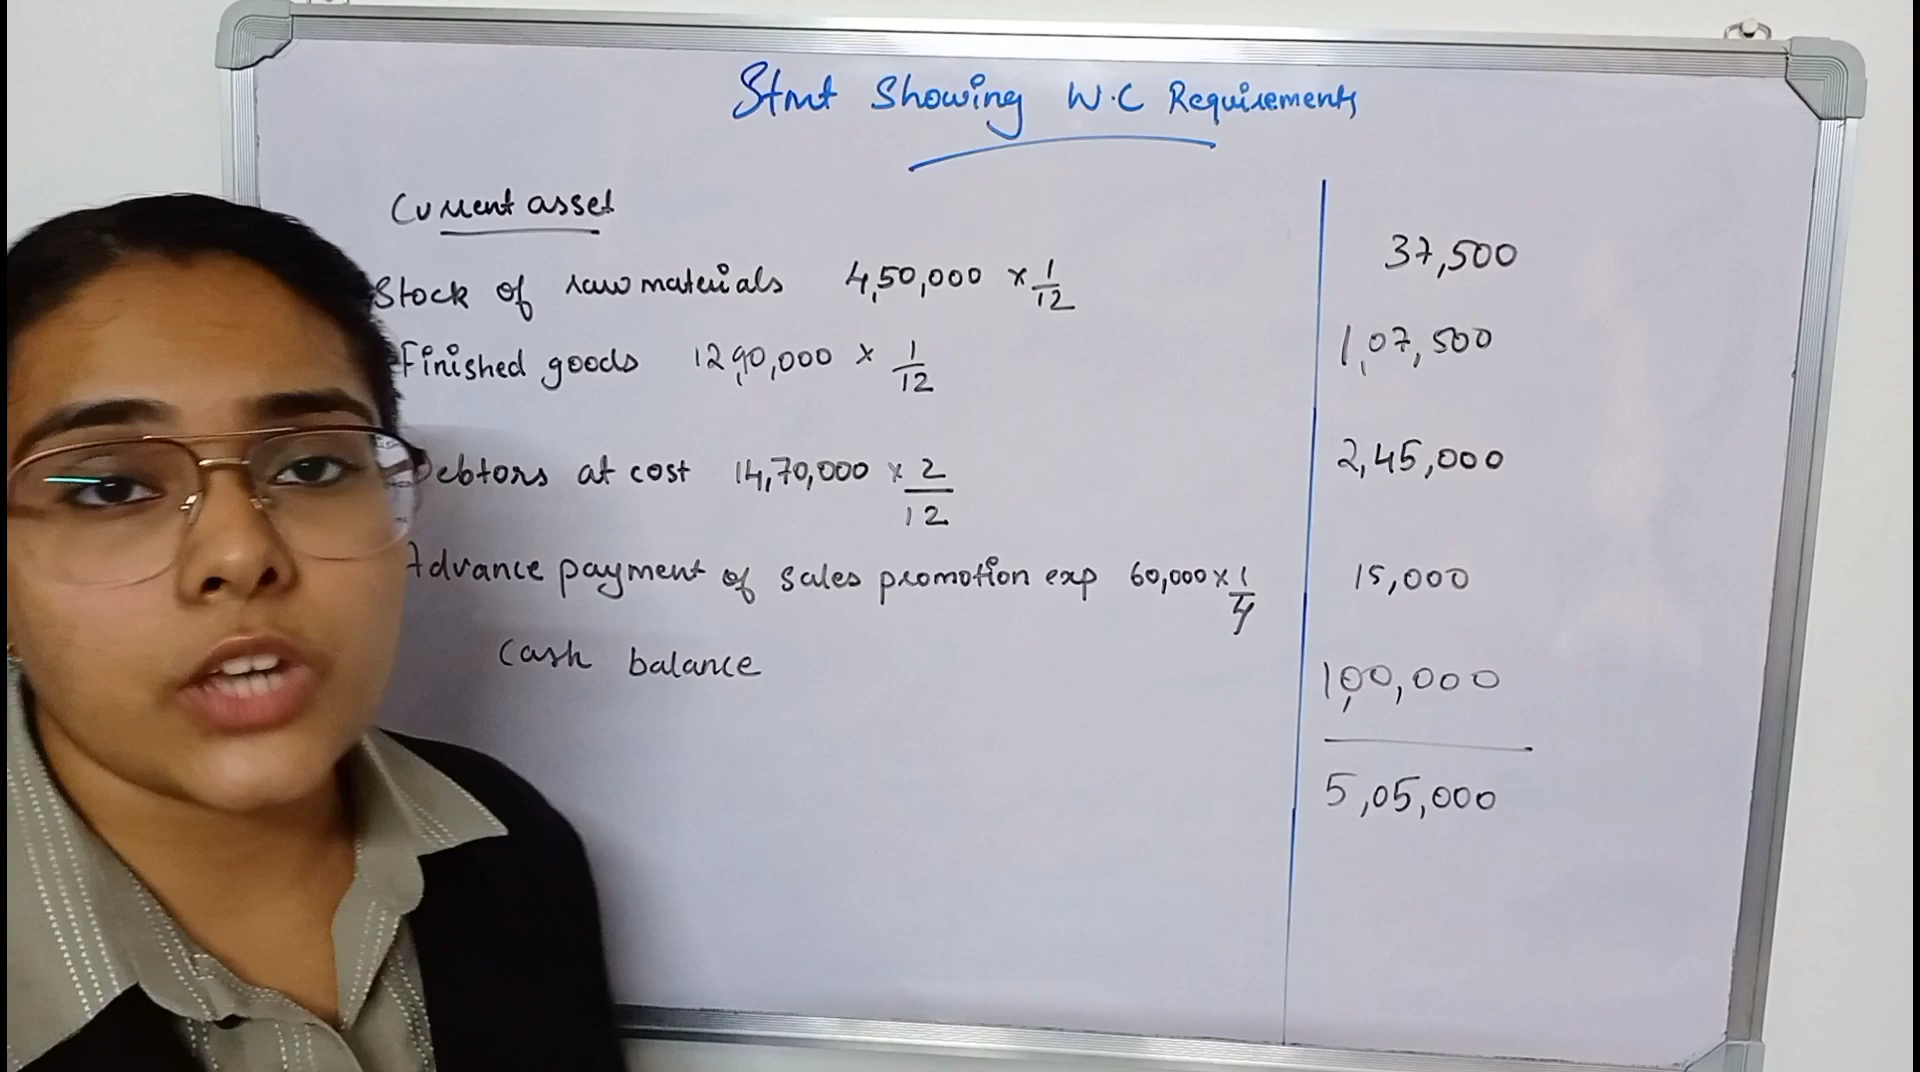 Stmt Showing W.C Requirements
Current asset
Stock of raw materials 4,50,000 × 1/12 37,500
Finished goods 12,90,000 × 1/12 1,07,500
Debtors at cost 14,70,000 × 2/12 2,45,000
Advance payment of sales promotion exp 60,000 × 1/4 15,000
Cash balance 1,00,000
5,05,000